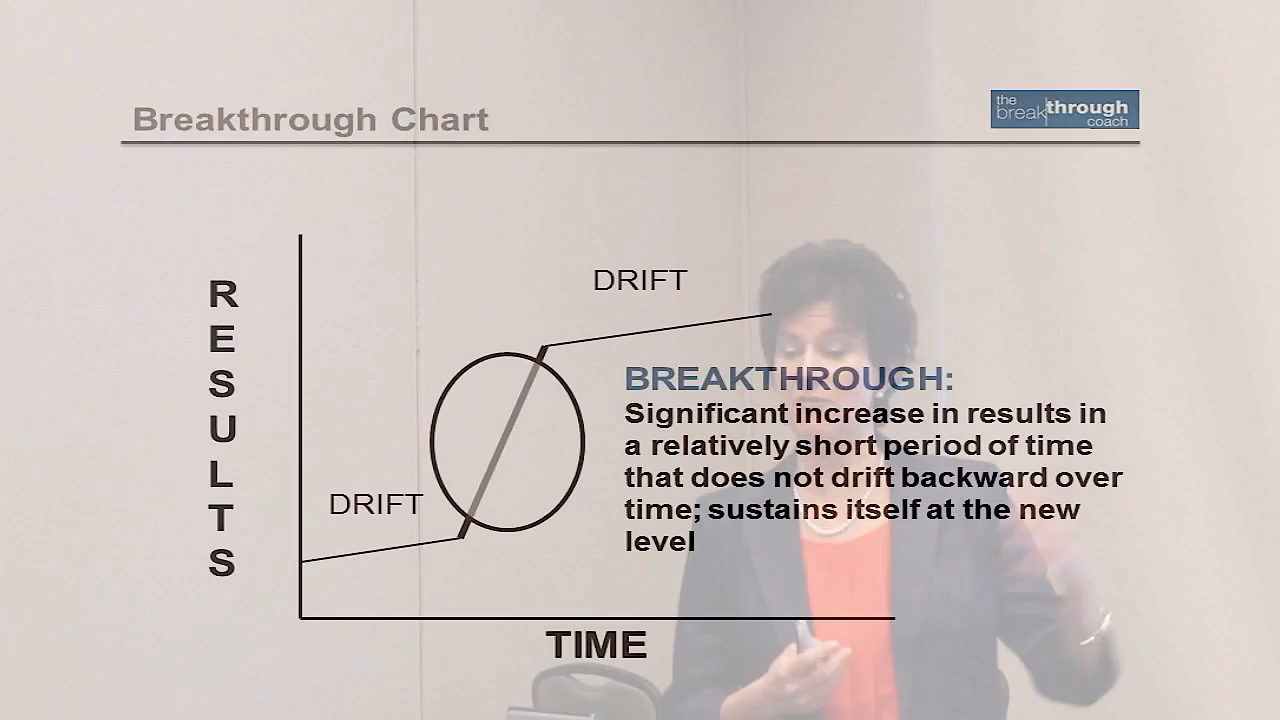 Breakthrough Chart
the
breakthrough
coach
DRIFT
RESULTS
BREAKTHROUGH:
Significant increase in results in
a relatively short period of time
that does not drift backward over
time; sustains itself at the new
level
DRIFT
TIME